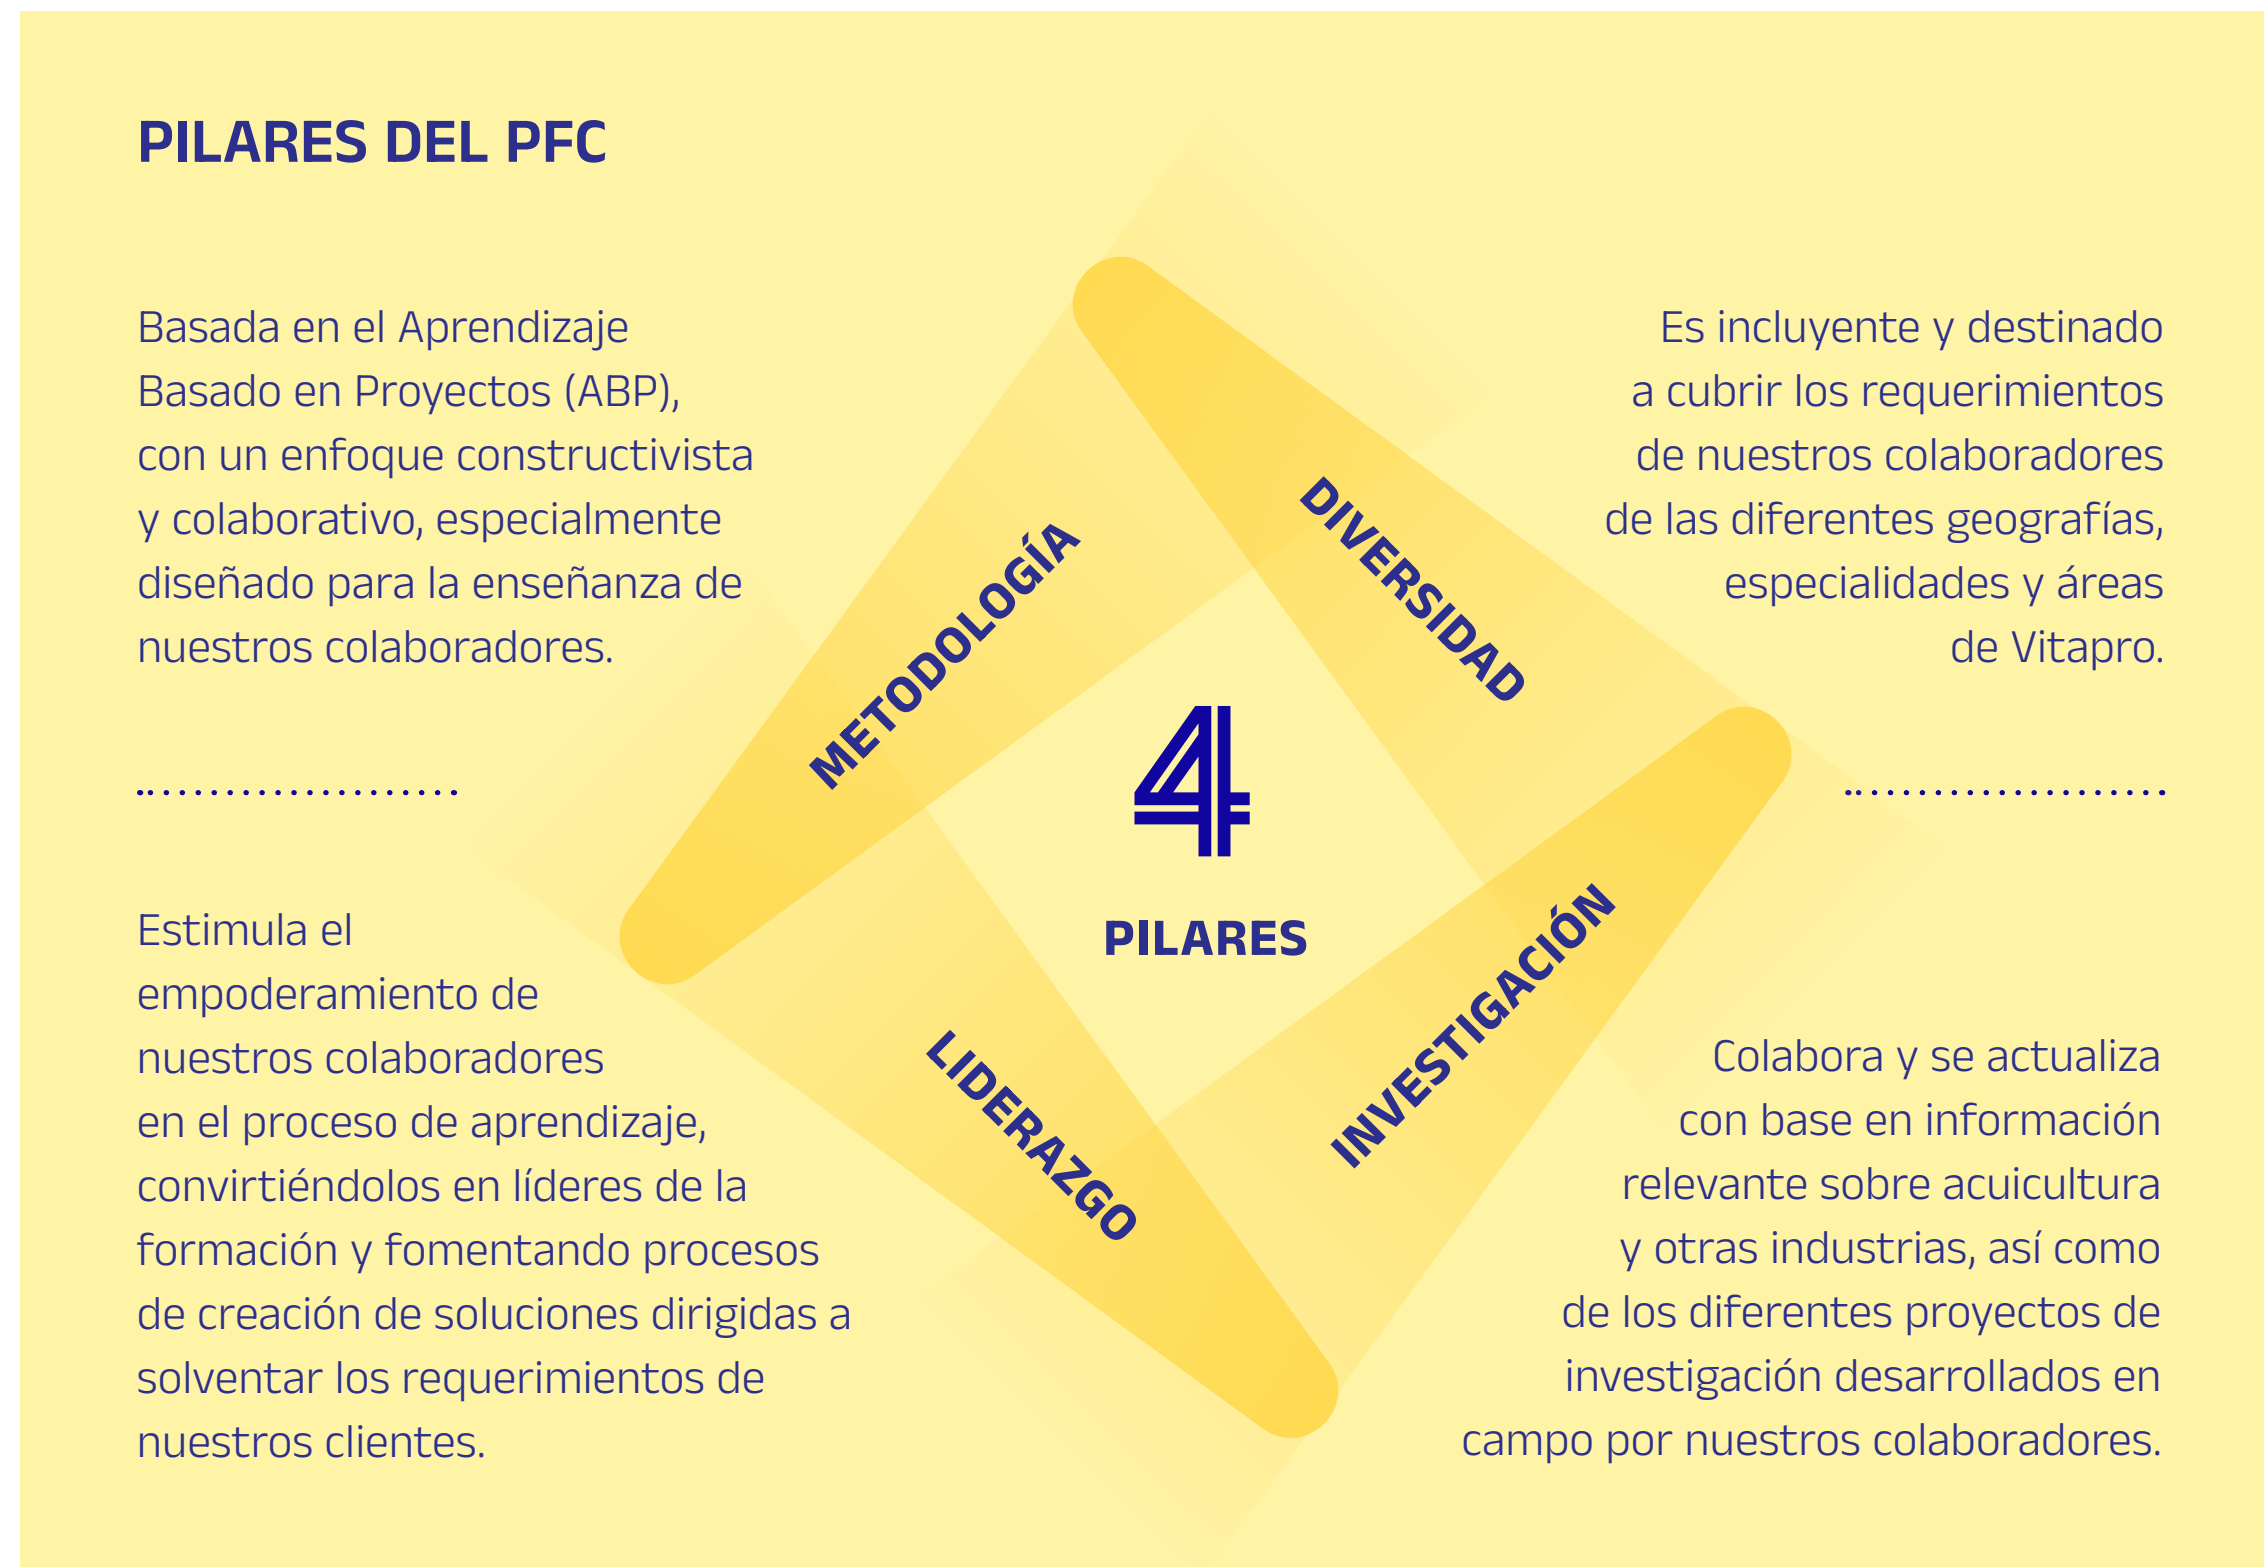 PILARES DEL PFC
Basada en el Aprendizaje
Basado en Proyectos (ABP),
con un enfoque constructivista
y colaborativo, especialmente
diseñado para la enseñanza de
nuestros colaboradores.
METODOLOGÍA
DIVERSIDAD
Es incluyente y destinado
a cubrir los requerimientos
de nuestros colaboradores
de las diferentes geografías,
especialidades y áreas
de Vitapro.
4
PILARES
Estimula el
empoderamiento de
nuestros colaboradores
en el proceso de aprendizaje,
convirtiéndolos en líderes de la
formación y fomentando procesos
de creación de soluciones dirigidas a
solventar los requerimientos de
nuestros clientes.
LIDERAZGO
INVESTIGACIÓN
Colabora y se actualiza
con base en información
relevante sobre acuicultura
y otras industrias, así como
de los diferentes proyectos de
investigación desarrollados en
campo por nuestros colaboradores.